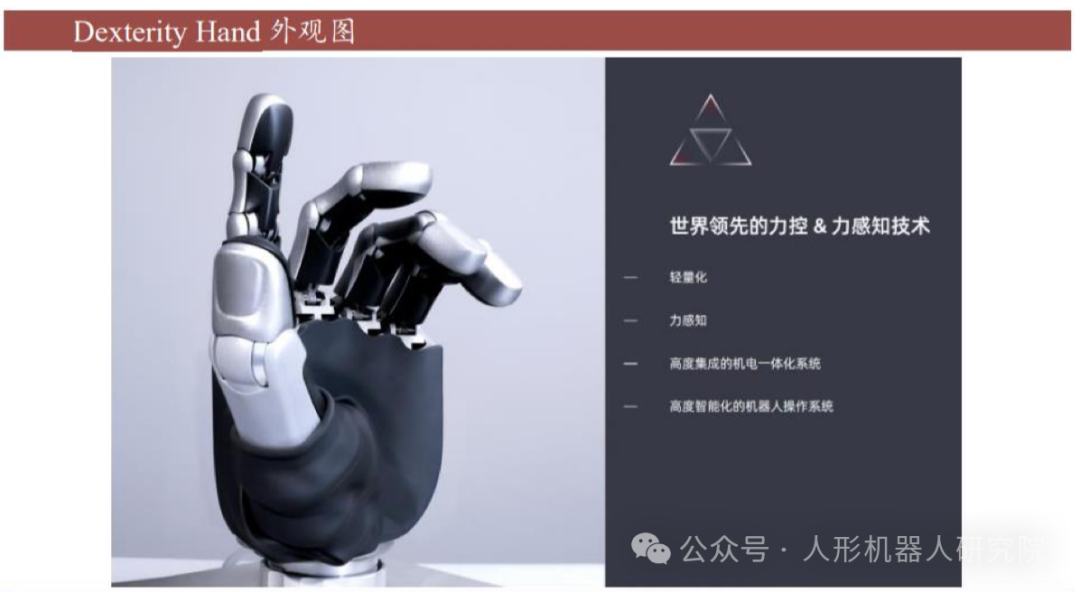 Dexterity Hand 外观图
世界领先的力控 & 力感知技术
— 轻量化
— 力感知
— 高度集成的机电一体化系统
— 高度智能化的机器人操作系统
公众号 · 人形机器人研究院